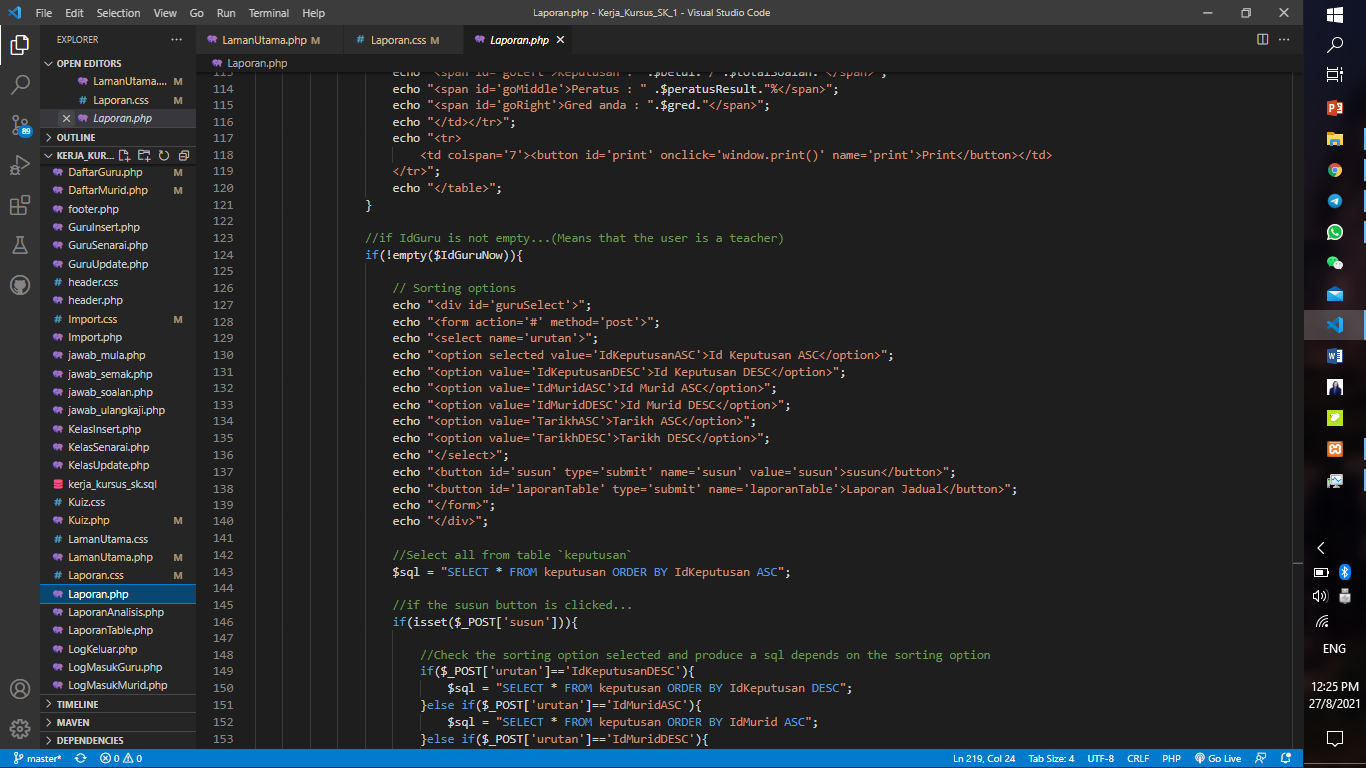 File Edit Selection View Go Run Terminal Help Laporan.php - Kerja_Kursus_SK_1 - Visual Studio Code
EXPLORER
OPEN EDITORS
LamanUtama.... M
Laporan.css M
Laporan.php
OUTLINE
KERJA_KUR...
DaftarGuru.php M
DaftarMurid.php M
footer.php
GuruInsert.php
GuruSenarai.php
GuruUpdate.php
header.css
header.php
Import.css M
Import.php
jawab_mula.php
jawab_semak.php
jawab_soalan.php
jawab_ulangkaji.php
KelasInsert.php
KelasSenarai.php
KelasUpdate.php
kerja_kursus_sk.sql
Kuiz.css
Kuiz.php M
LamanUtama.css
LamanUtama.php M
Laporan.css M
Laporan.php
LaporanAnalisis.php
LaporanTable.php
LogKeluar.php
LogMasukGuru.php
LogMasukMurid.php
TIMELINE
MAVEN
DEPENDENCIES
89
LamanUtama.php M Laporan.css M Laporan.php
Laporan.php
113 echo "<span id='goLeft'>Keputusan : ".$betul."/".$totalSoalan."</span>";
114 echo "<span id='goMiddle'>Peratus : " .$peratusResult."%</span>";
115 echo "<span id='goRight'>Gred anda : ".$gred."</span>";
116 echo "</td></tr>";
117 echo "<tr>
118 <td colspan='7'><button id='print' onclick='window.print()' name='print'>Print</button></td>
119 </tr>";
120 echo "</table>";
121 }
122
123 //if IdGuru is not empty...(Means that the user is a teacher)
124 if(!empty($IdGuruNow)){
125
126 // Sorting options
127 echo "<div id='guruSelect'>";
128 echo "<form action='#' method='post'>";
129 echo "<select name='urutan'>";
130 echo "<option selected value='IdKeputusanASC'>Id Keputusan ASC</option>";
131 echo "<option value='IdKeputusanDESC'>Id Keputusan DESC</option>";
132 echo "<option value='IdMuridASC'>Id Murid ASC</option>";
133 echo "<option value='IdMuridDESC'>Id Murid DESC</option>";
134 echo "<option value='TarikhASC'>Tarikh ASC</option>";
135 echo "<option value='TarikhDESC'>Tarikh DESC</option>";
136 echo "</select>";
137 echo "<button id='susun' type='submit' name='susun' value='susun'>susun</button>";
138 echo "<button id='laporanTable' type='submit' name='laporanTable'>Laporan Jadual</button>";
139 echo "</form>";
140 echo "</div>";
141
142 //Select all from table `keputusan`
143 $sql = "SELECT * FROM keputusan ORDER BY IdKeputusan ASC";
144
145 //if the susun button is clicked...
146 if(isset($_POST['susun'])){
147
148 //Check the sorting option selected and produce a sql depends on the sorting option
149 if($_POST['urutan']=='IdKeputusanDESC'){
150 $sql = "SELECT * FROM keputusan ORDER BY IdKeputusan DESC";
151 }else if($_POST['urutan']=='IdMuridASC'){
152 $sql = "SELECT * FROM keputusan ORDER BY IdMurid ASC";
153 }else if($_POST['urutan']=='IdMuridDESC'){
master* 0 0 Ln 219, Col 24 Tab Size: 4 UTF-8 CRLF PHP Go Live
ENG
12:25 PM
27/8/2021